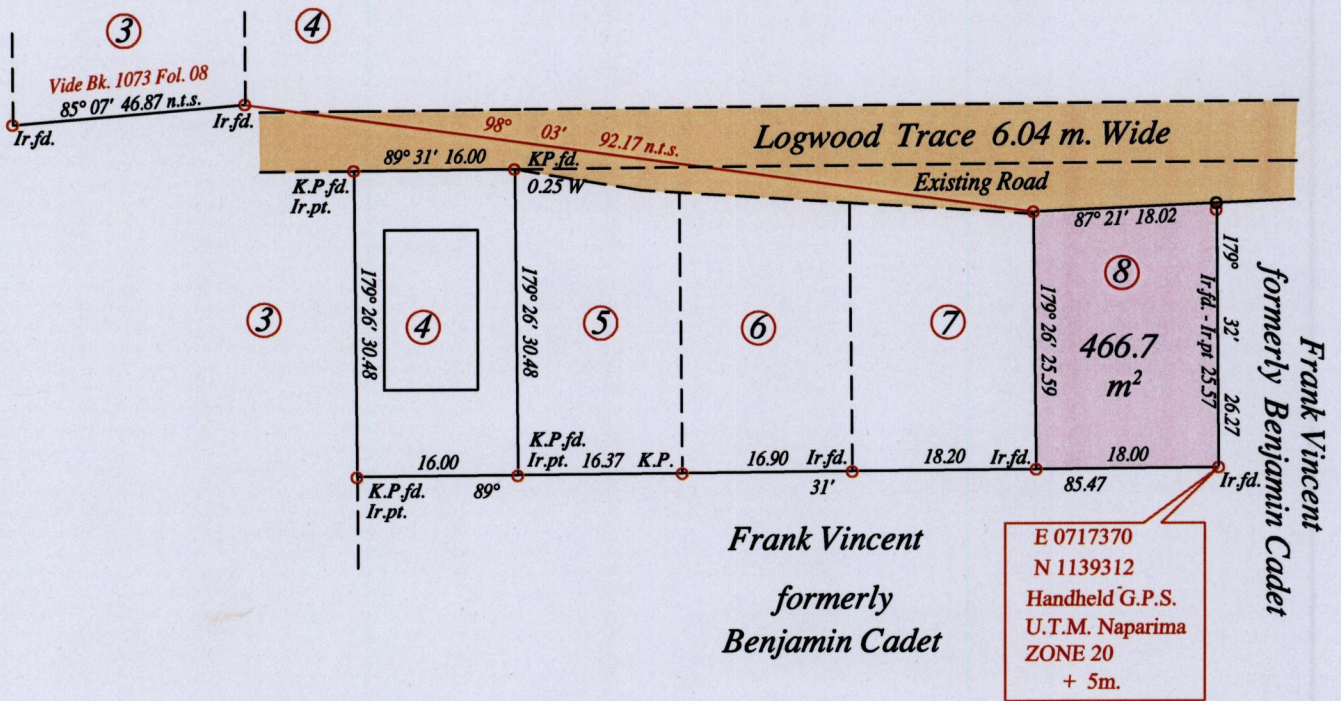 3
4
Vide Bk. 1073 Fol. 08
85° 07' 46.87 n.t.s.
Ir.fd.
Ir.fd.
98° 03' 92.17 n.t.s.
Logwood Trace 6.04 m. Wide
89° 31' 16.00
KP.fd.
K.P.fd.
Ir.pt.
0.25 W
Existing Road
87° 21' 18.02
3
179° 26' 30.48
4
179° 26' 30.48
5
6
7
179° 26' 25.59
8
466.7
m²
Ir.fd. - Ir.pt 25.57
179° 32' 26.27
Frank Vincent
formerly Benjamin Cadet
16.00
K.P.fd.
Ir.pt.
16.37
K.P.
16.90
Ir.fd.
18.20
Ir.fd.
18.00
Ir.fd.
K.P.fd.
Ir.pt.
89° 31' 85.47
Frank Vincent
formerly
Benjamin Cadet
E 0717370
N 1139312
Handheld G.P.S.
U.T.M. Naparima
ZONE 20
+ 5m.